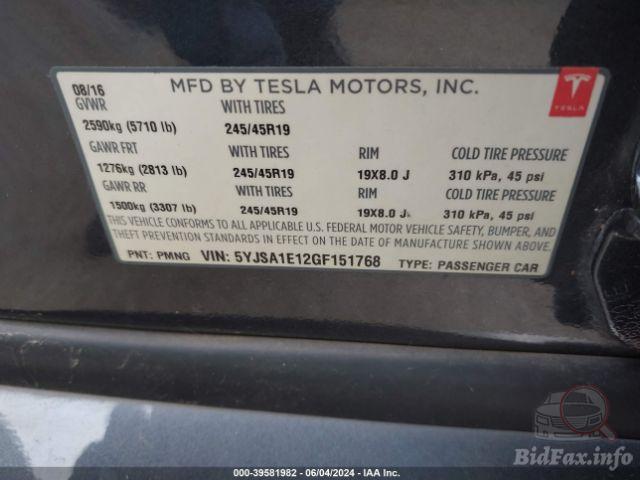 08/16 MFD BY TESLA MOTORS, INC.
TESLA
GVWR WITH TIRES
2590kg (5710 lb) 245/45R19
GAWR FRT WITH TIRES RIM COLD TIRE PRESSURE
1276kg (2813 lb) 245/45R19 19X8.0 J 310 kPa, 45 psi
GAWR RR WITH TIRES RIM COLD TIRE PRESSURE
1500kg (3307 lb) 245/45R19 19X8.0 J 310 kPa, 45 psi
THIS VEHICLE CONFORMS TO ALL APPLICABLE U.S. FEDERAL MOTOR VEHICLE SAFETY, BUMPER, AND
THEFT PREVENTION STANDARDS IN EFFECT ON THE DATE OF MANUFACTURE SHOWN ABOVE.
PNT: PMNG VIN: 5YJSA1E12GF151768 TYPE: PASSENGER CAR
BidFax.info
000-39581982 - 06/04/2024 - IAA Inc.